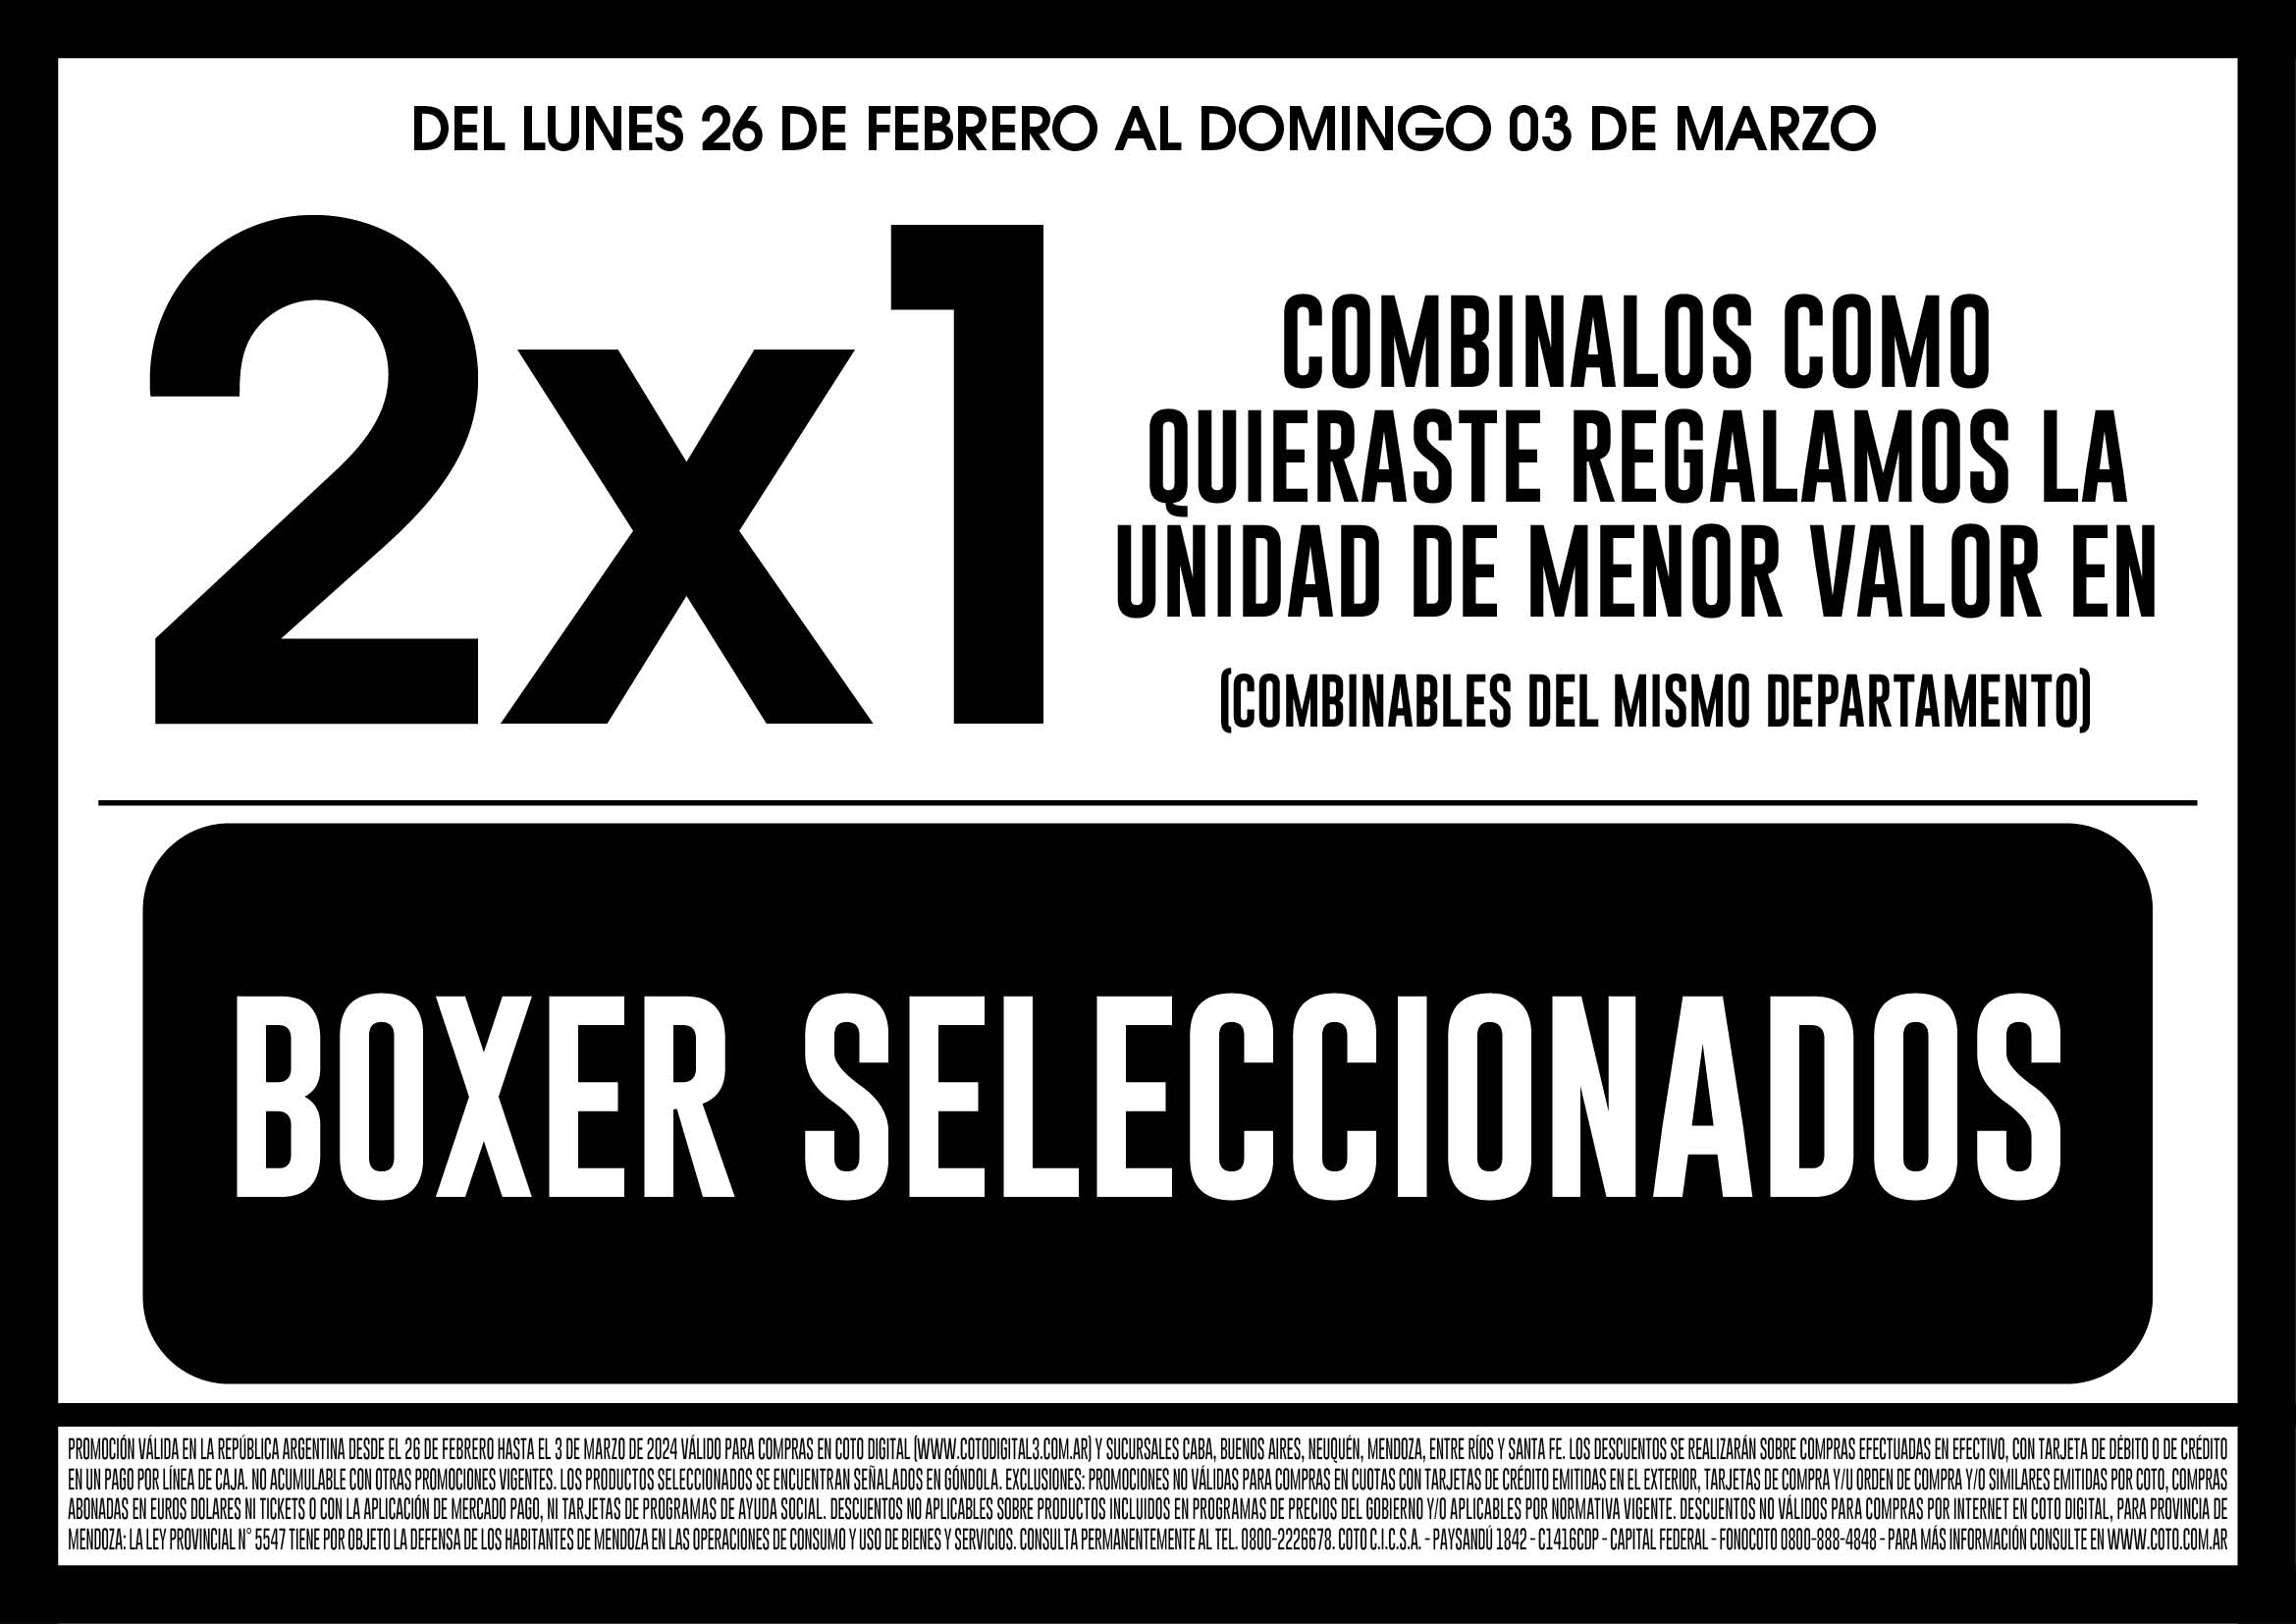 DEL LUNES 26 DE FEBRERO AL DOMINGO 03 DE MARZO
2x1
COMBINALOS COMO
QUIERASTE REGALAMOS LA
UNIDAD DE MENOR VALOR EN
(COMBINABLES DEL MISMO DEPARTAMENTO)
BOXER SELECCIONADOS
PROMOCIÓN VÁLIDA EN LA REPÚBLICA ARGENTINA DESDE EL 26 DE FEBRERO HASTA EL 3 DE MARZO DE 2024 VÁLIDO PARA COMPRAS EN COTO DIGITAL (WWW.COTODIGITAL3.COM.AR) Y SUCURSALES CABA, BUENOS AIRES, NEUQUÉN, MENDOZA, ENTRE RÍOS Y SANTA FE. LOS DESCUENTOS SE REALIZARÁN SOBRE COMPRAS EFECTUADAS EN EFECTIVO, CON TARJETA DE DÉBITO O DE CRÉDITO
EN UN PAGO POR LÍNEA DE CAJA. NO ACUMULABLE CON OTRAS PROMOCIONES VIGENTES. LOS PRODUCTOS SELECCIONADOS SE ENCUENTRAN SEÑALADOS EN GÓNDOLA. EXCLUSIONES: PROMOCIONES NO VÁLIDAS PARA COMPRAS EN CUOTAS CON TARJETAS DE CRÉDITO EMITIDAS EN EL EXTERIOR, TARJETAS DE COMPRA Y/U ORDEN DE COMPRA Y/O SIMILARES EMITIDAS POR COTO, COMPRAS
ABONADAS EN EUROS DOLARES NI TICKETS O CON LA APLICACIÓN DE MERCADO PAGO, NI TARJETAS DE PROGRAMAS DE AYUDA SOCIAL. DESCUENTOS NO APLICABLES SOBRE PRODUCTOS INCLUIDOS EN PROGRAMAS DE PRECIOS DEL GOBIERNO Y/O APLICABLES POR NORMATIVA VIGENTE. DESCUENTOS NO VÁLIDOS PARA COMPRAS POR INTERNET EN COTO DIGITAL, PARA PROVINCIA DE
MENDOZA: LA LEY PROVINCIAL N° 5547 TIENE POR OBJETO LA DEFENSA DE LOS HABITANTES DE MENDOZA EN LAS OPERACIONES DE CONSUMO Y USO DE BIENES Y SERVICIOS. CONSULTA PERMANENTEMENTE AL TEL. 0800-2226678. COTO C.I.C.S.A. - PAYSANDÚ 1842 - C1416CDP - CAPITAL FEDERAL - FONOCOTO 0800-888-4848 - PARA MÁS INFORMACIÓN CONSULTE EN WWW.COTO.COM.AR